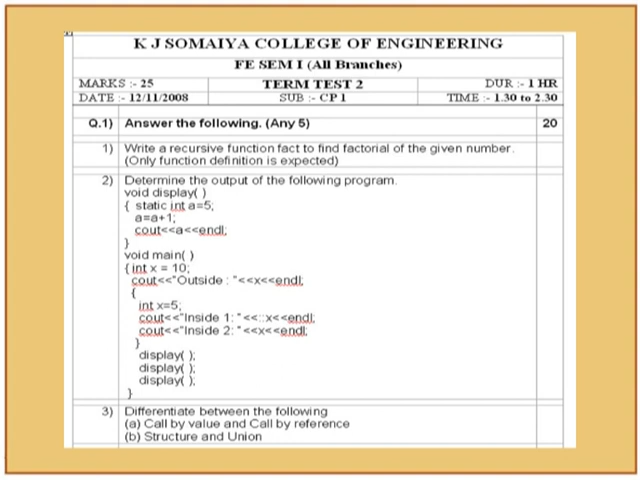 K J SOMAIYA COLLEGE OF ENGINEERING
FE SEM I (All Branches)
MARKS :- 25 TERM TEST 2 DUR :- 1 HR
DATE :- 12/11/2008 SUB :- CP 1 TIME :- 1.30 to 2.30
Q.1) Answer the following. (Any 5) 20
1) Write a recursive function fact to find factorial of the given number.
(Only function definition is expected)
2) Determine the output of the following program.
void display( )
{ static int a=5;
a=a+1;
cout<<a<<endl;
}
void main( )
{int x = 10;
cout<<"Outside : "<<x<<endl;
{
int x=5;
cout<<"Inside 1: "<<::x<<endl;
cout<<"Inside 2: "<<x<<endl;
}
display( );
display( );
display( );
}
3) Differentiate between the following
(a) Call by value and Call by reference
(b) Structure and Union